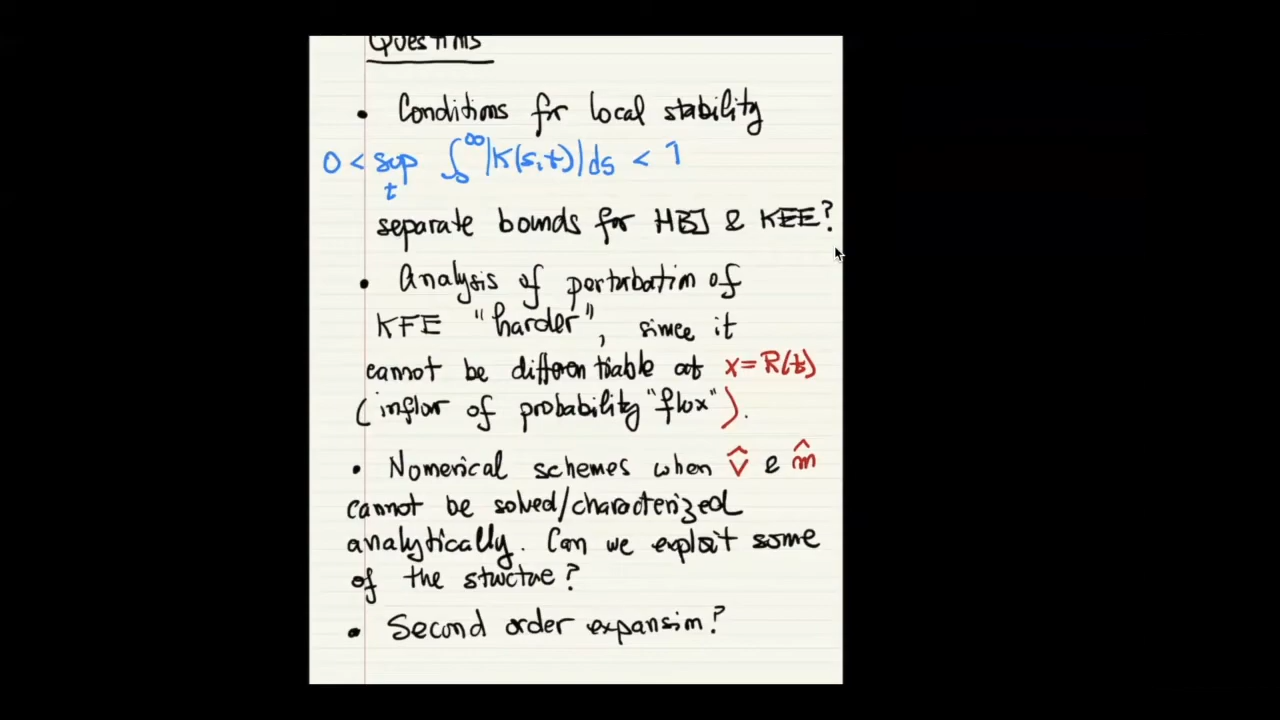 Questions
• Conditions for local stability
0 < sup ∫₀^∞ |K(s,t)| ds < 1
t
separate bounds for HBJ & KFE?
• Analysis of perturbation of
KFE "harder", since it
cannot be differentiable at x = R(t)
(inflow of probability "flux").
• Numerical schemes when v̂ & m̂
cannot be solved/characterized
analytically. Can we exploit some
of the structue?
• Second order expansion?